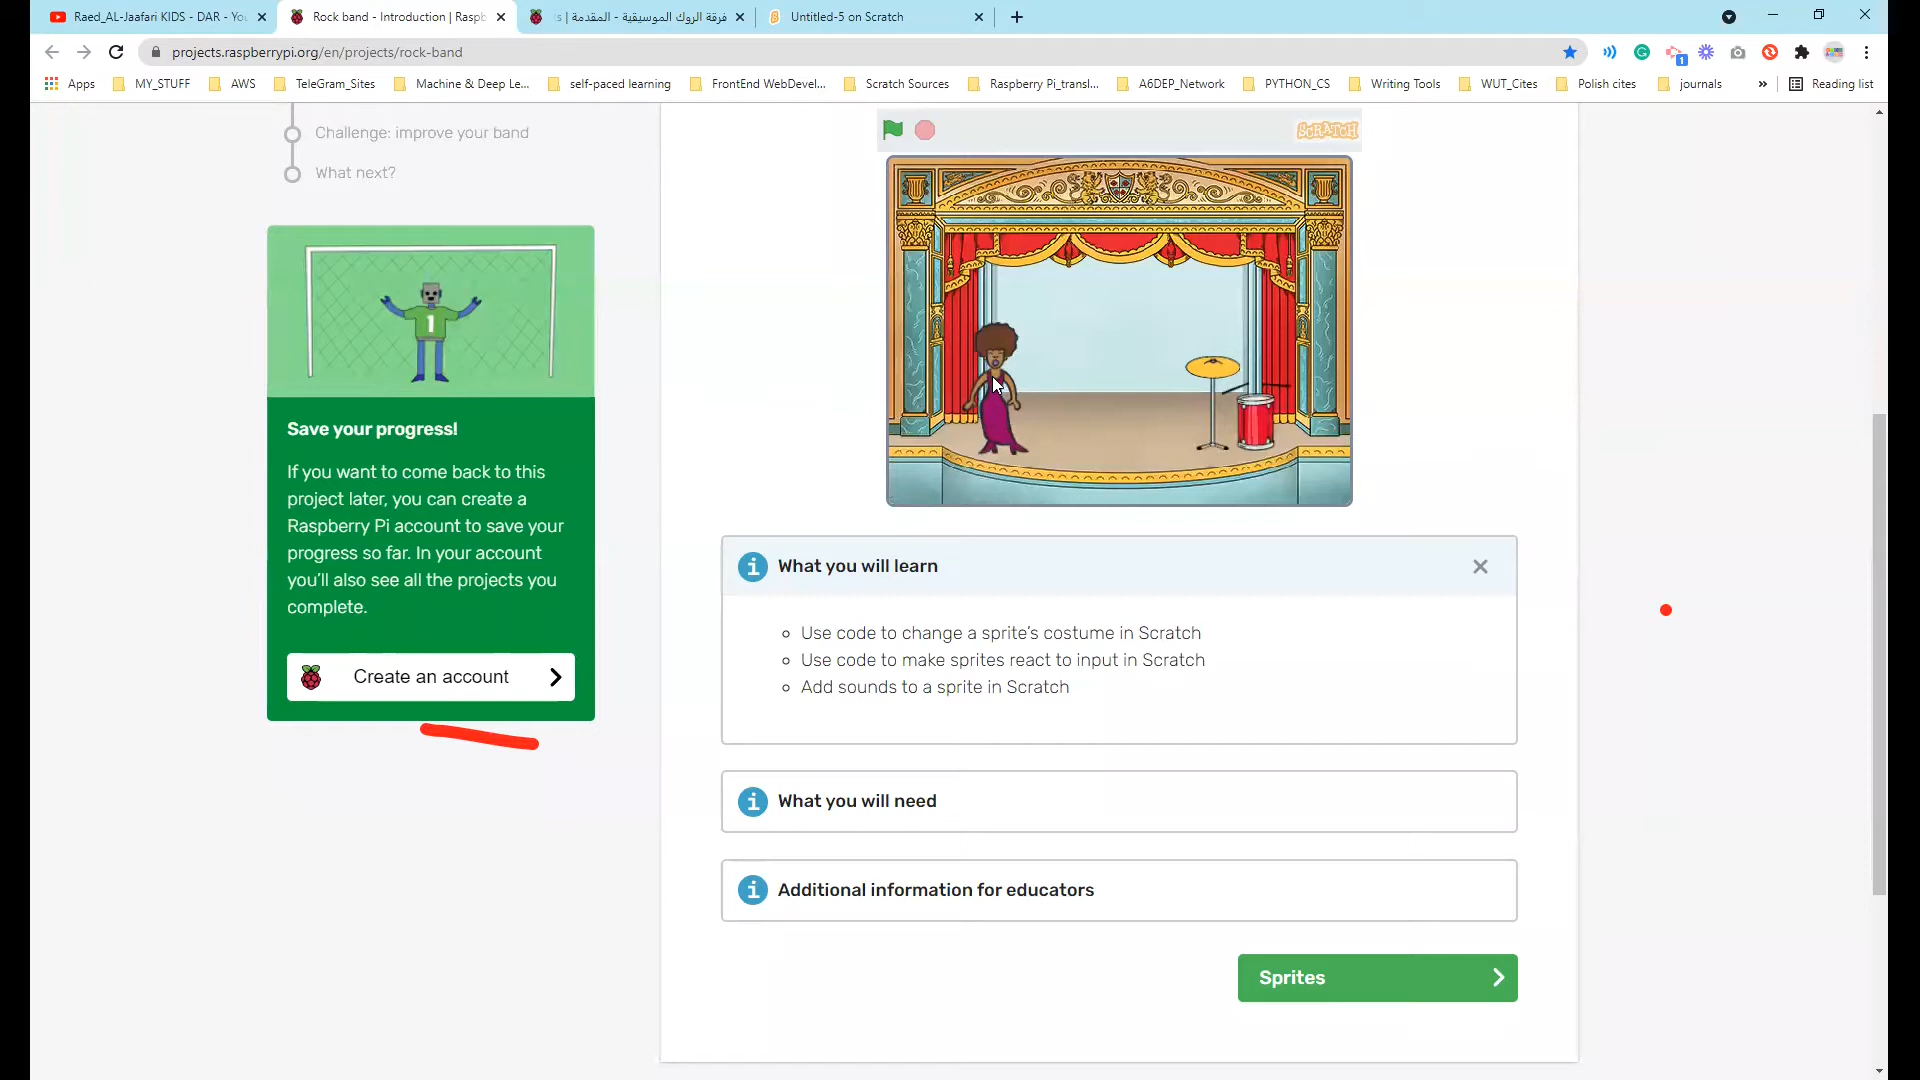 Raed_AL-Jaafari KIDS - DAR - You
Rock band - Introduction | Raspb
فرقة الروك الموسيقية - المقدمة | ts
Untitled-5 on Scratch
projects.raspberrypi.org/en/projects/rock-band
1
Apps
MY_STUFF
AWS
TeleGram_Sites
Machine & Deep Le...
self-paced learning
FrontEnd WebDevel...
Scratch Sources
Raspberry Pi_transl...
A6DEP_Network
PYTHON_CS
Writing Tools
WUT_Cites
Polish cites
journals
»
Reading list
Challenge: improve your band
What next?
1
Save your progress!
If you want to come back to this
project later, you can create a
Raspberry Pi account to save your
progress so far. In your account
you'll also see all the projects you
complete.
Create an account
SCRATCH
What you will learn
Use code to change a sprite's costume in Scratch
Use code to make sprites react to input in Scratch
Add sounds to a sprite in Scratch
What you will need
Additional information for educators
Sprites